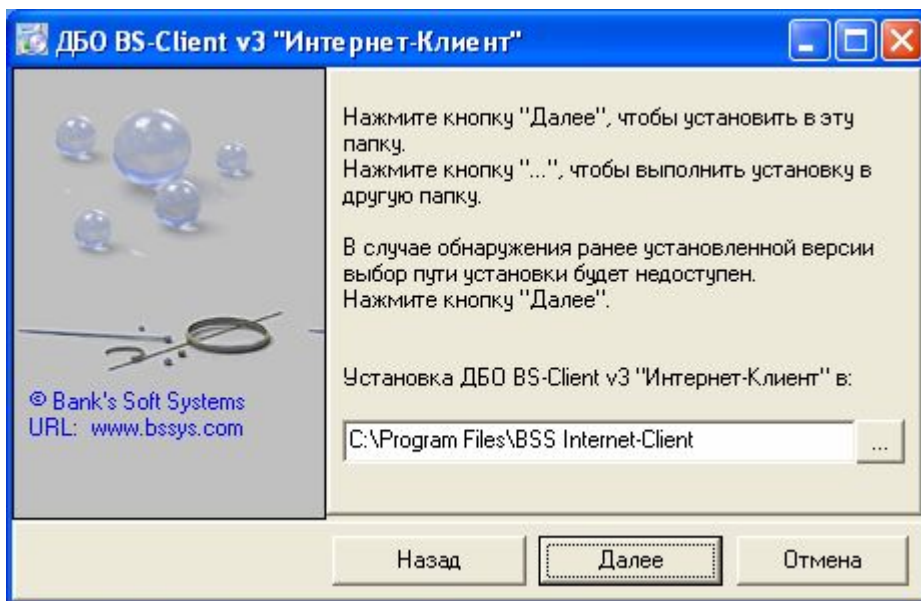 ДБО BS-Client v3 "Интернет-Клиент"
Нажмите кнопку "Далее", чтобы установить в эту
папку.
Нажмите кнопку "...", чтобы выполнить установку в
другую папку.
В случае обнаружения ранее установленной версии
выбор пути установки будет недоступен.
Нажмите кнопку "Далее".
Установка ДБО BS-Client v3 "Интернет-Клиент" в:
© Bank's Soft Systems
URL: www.bssys.com
C:\Program Files\BSS Internet-Client
...
Назад
Далее
Отмена